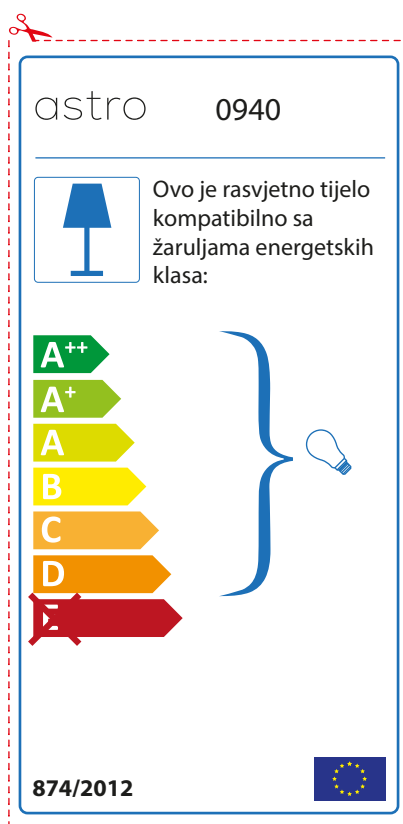 astro 0940
Ovo je rasvjetno tijelo
kompatibilno sa
žaruljama energetskih
klasa:
A++
A+
A
B
C
D
E
874/2012